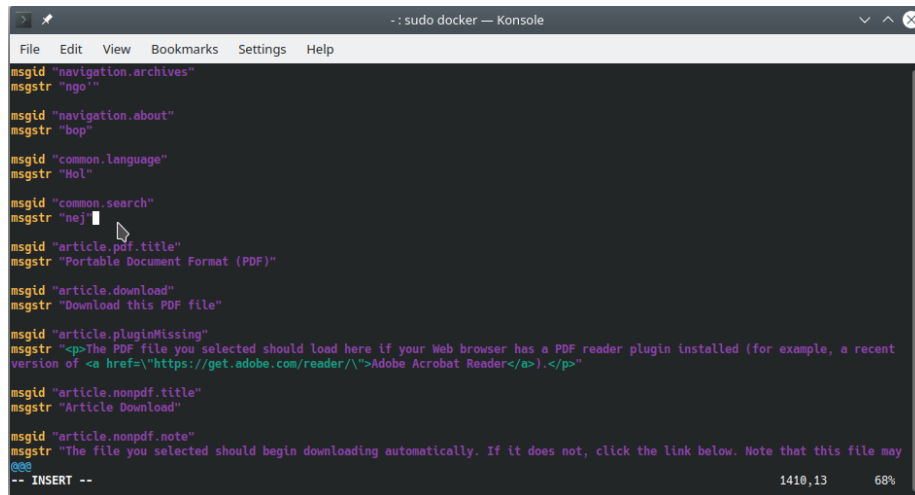 - : sudo docker — Konsole
File Edit View Bookmarks Settings Help
msgid "navigation.archives"
msgstr "ngo'"
msgid "navigation.about"
msgstr "bop"
msgid "common.language"
msgstr "Hol"
msgid "common.search"
msgstr "nej"
msgid "article.pdf.title"
msgstr "Portable Document Format (PDF)"
msgid "article.download"
msgstr "Download this PDF file"
msgid "article.pluginMissing"
msgstr "<p>The PDF file you selected should load here if your Web browser has a PDF reader plugin installed (for example, a recent
version of <a href=\"https://get.adobe.com/reader/\">Adobe Acrobat Reader</a>).</p>"
msgid "article.nonpdf.title"
msgstr "Article Download"
msgid "article.nonpdf.note"
msgstr "The file you selected should begin downloading automatically. If it does not, click the link below. Note that this file may
@@@
-- INSERT -- 1410,13 68%